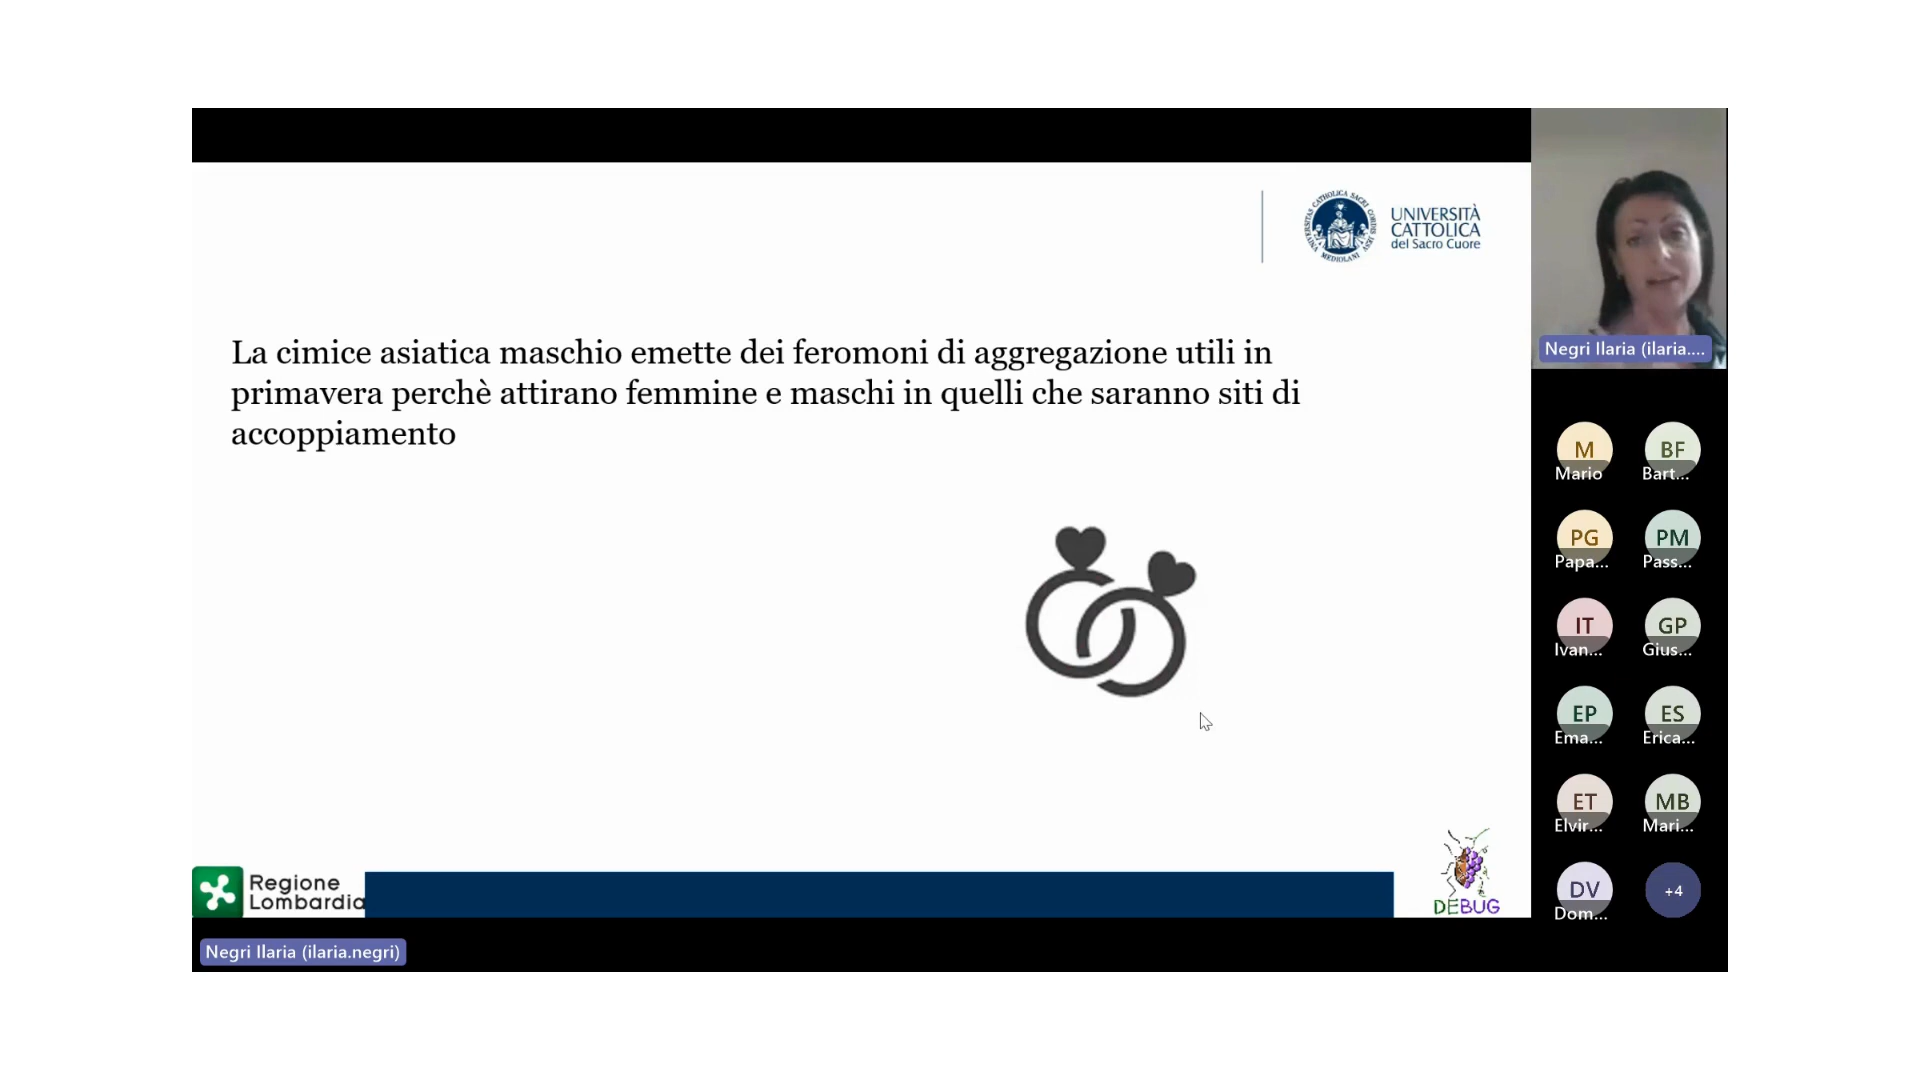 UNIVERSITÀ
CATTOLICA
del Sacro Cuore
La cimice asiatica maschio emette dei feromoni di aggregazione utili in
primavera perchè attirano femmine e maschi in quelli che saranno siti di
accoppiamento
Regione
Lombardia
DEBUG
Negri Ilaria (ilaria.negri)
Negri Ilaria (ilaria....
M
Mario
BF
Bart...
PG
Papa...
PM
Pass...
IT
Ivan...
GP
Gius...
EP
Ema...
ES
Erica...
ET
Elvir...
MB
Mari...
DV
Dom...
+4